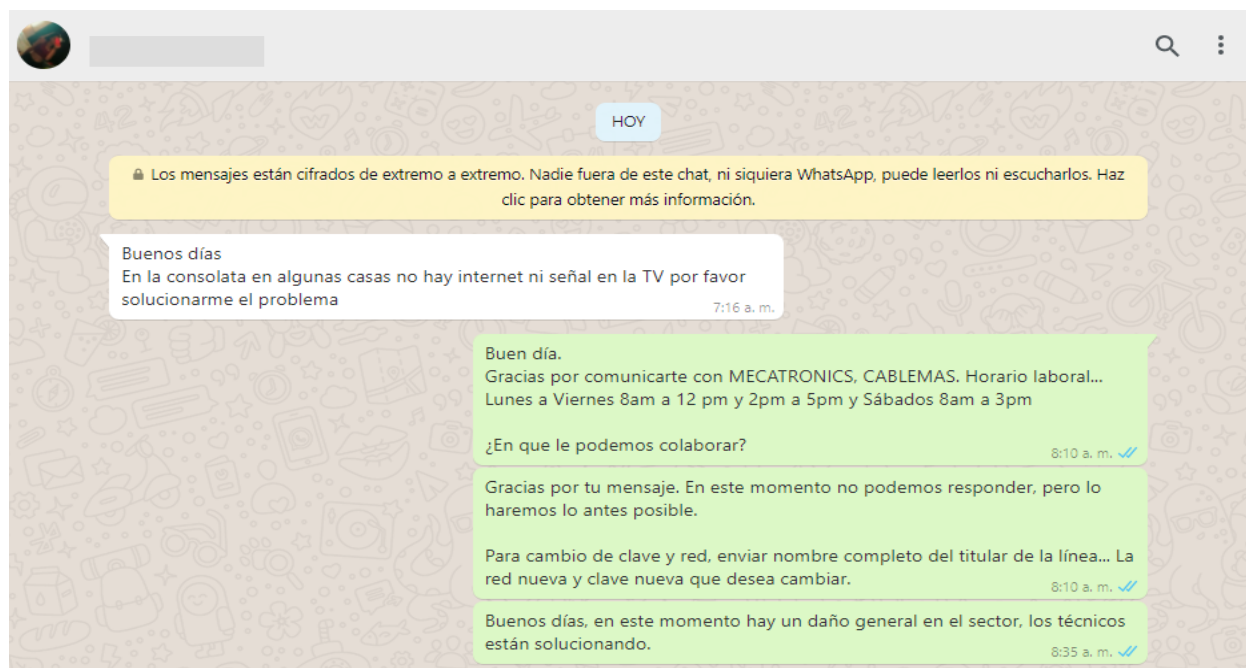 HOY
Los mensajes están cifrados de extremo a extremo. Nadie fuera de este chat, ni siquiera WhatsApp, puede leerlos ni escucharlos. Haz
clic para obtener más información.
Buenos días
En la consolata en algunas casas no hay internet ni señal en la TV por favor
solucionarme el problema
7:16 a. m.
Buen día.
Gracias por comunicarte con MECATRONICS, CABLEMAS. Horario laboral...
Lunes a Viernes 8am a 12 pm y 2pm a 5pm y Sábados 8am a 3pm
¿En que le podemos colaborar?
8:10 a. m.
Gracias por tu mensaje. En este momento no podemos responder, pero lo
haremos lo antes posible.
Para cambio de clave y red, enviar nombre completo del titular de la línea... La
red nueva y clave nueva que desea cambiar.
8:10 a. m.
Buenos días, en este momento hay un daño general en el sector, los técnicos
están solucionando.
8:35 a. m.